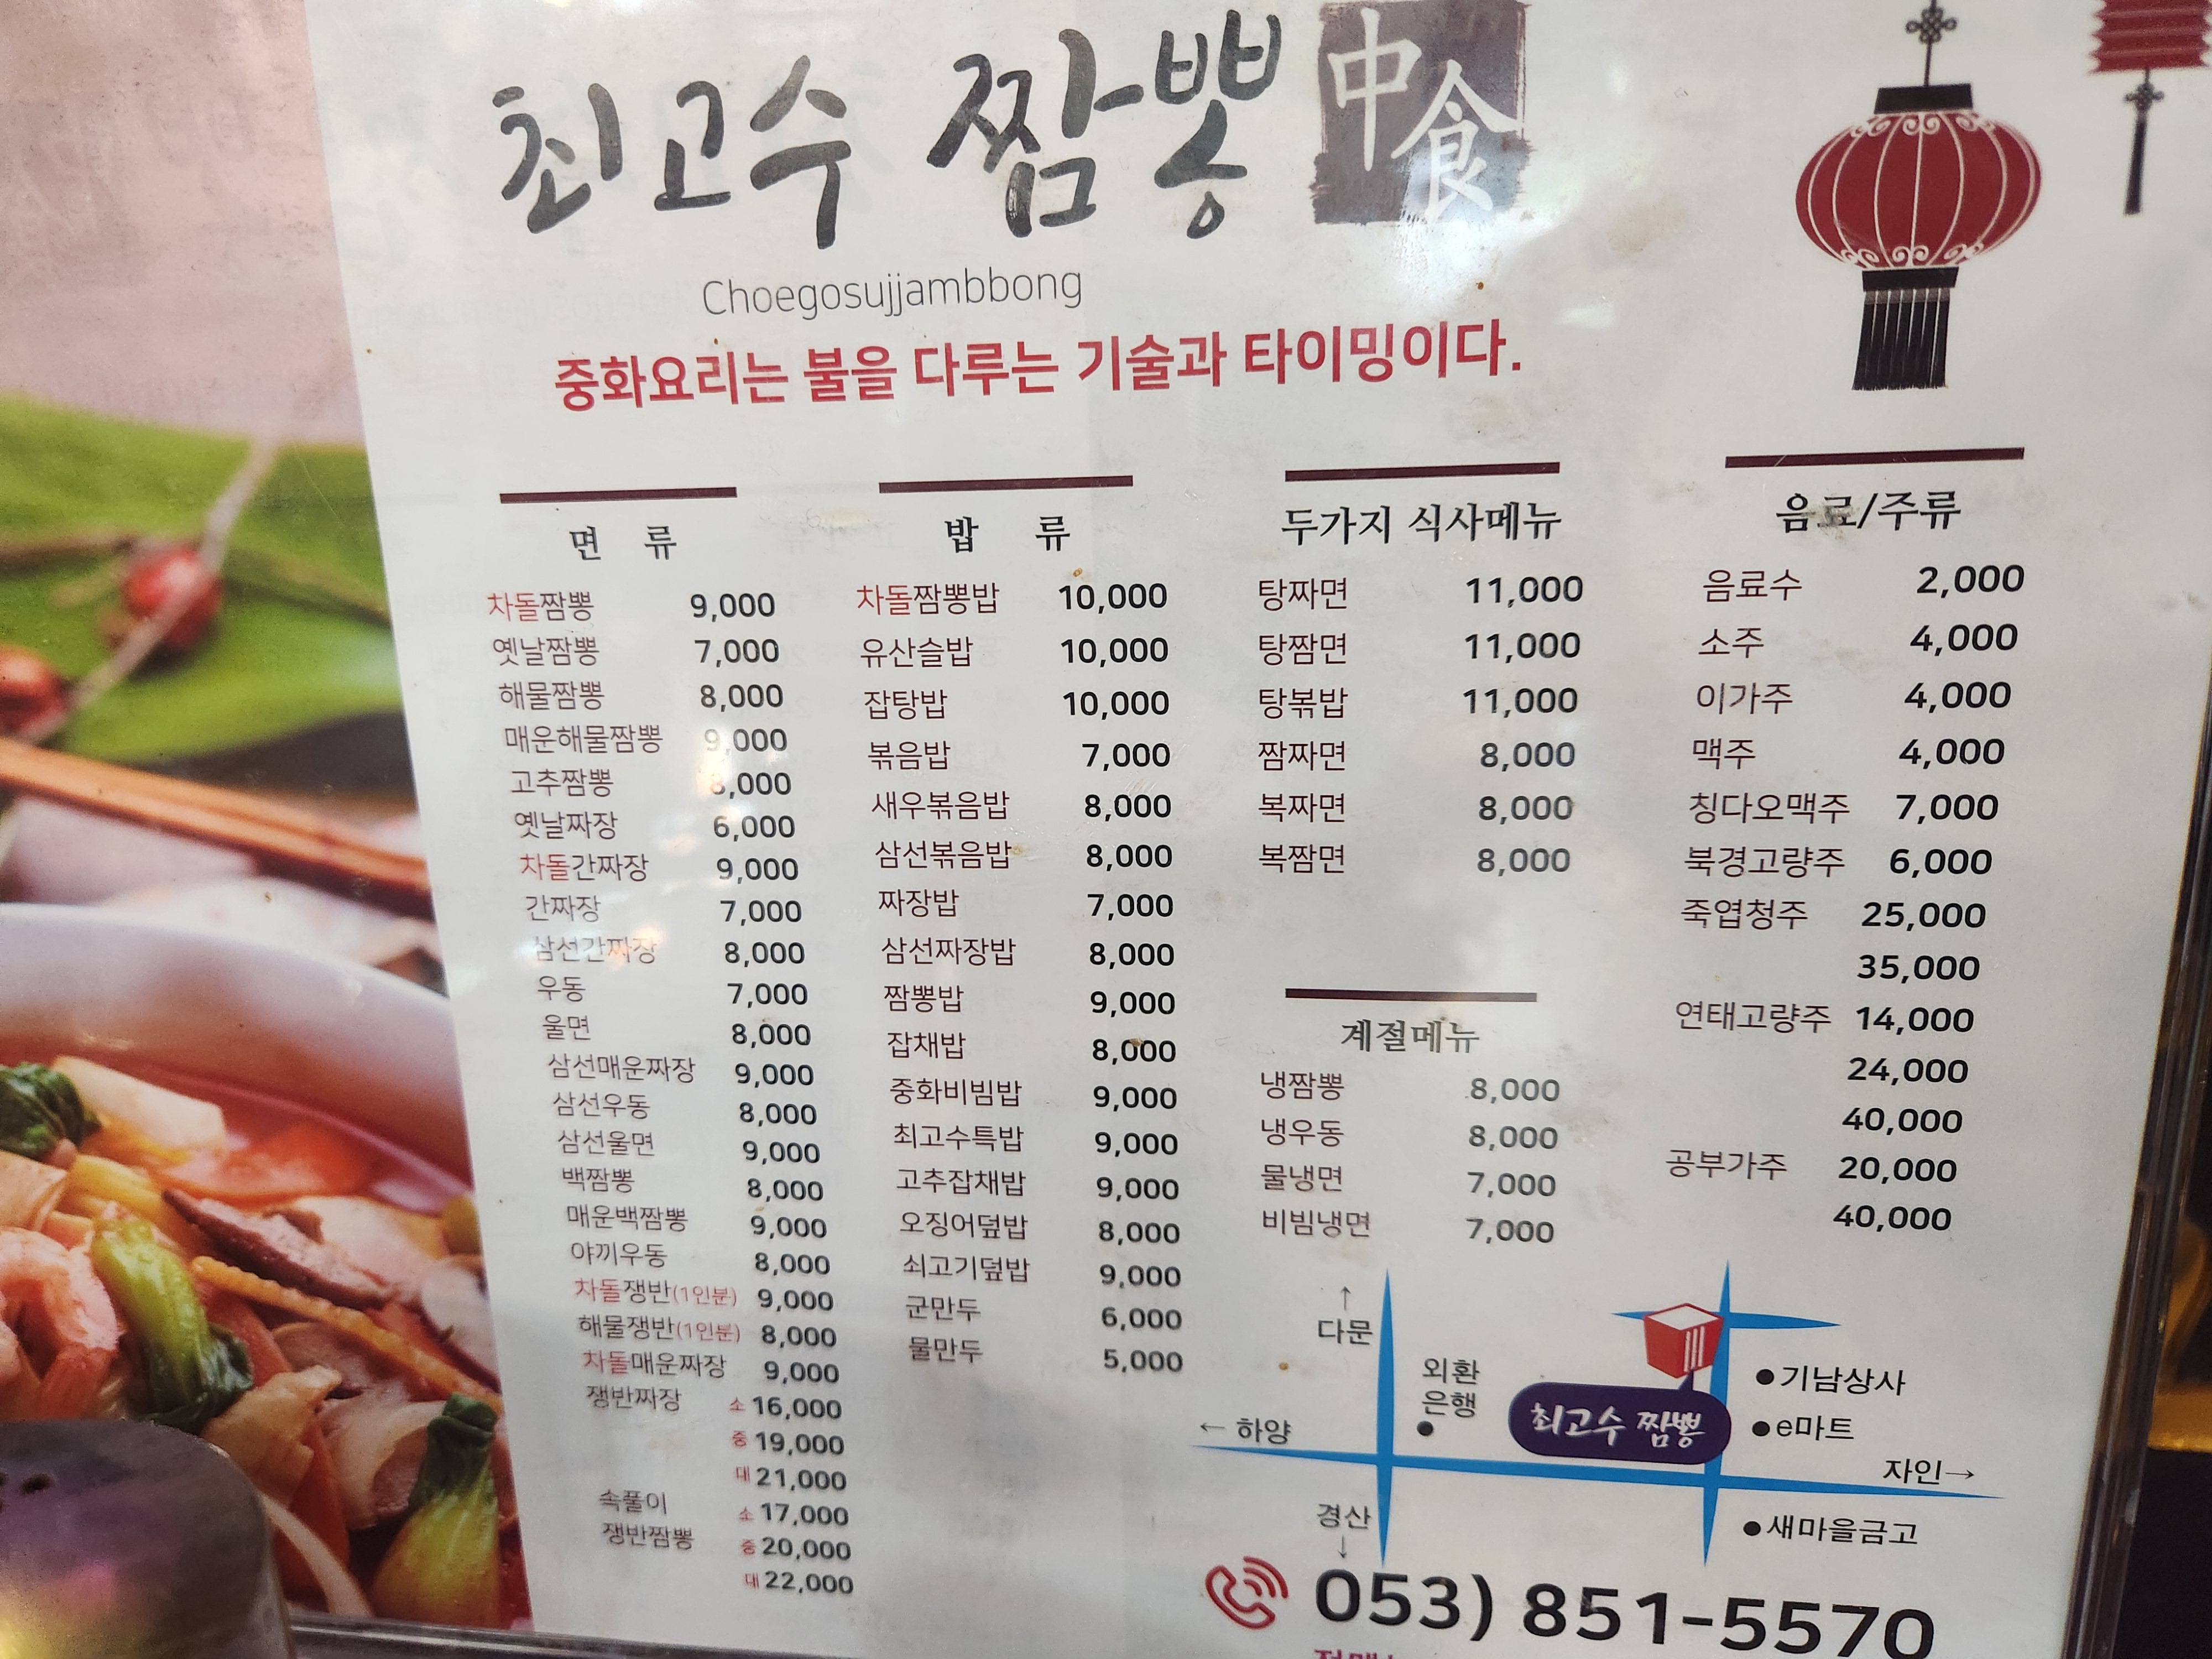 최고수 짬뽕 中食
Choegosujjambbong
중화요리는 불을 다루는 기술과 타이밍이다.
면 류
차돌짬뽕 9,000
옛날짬뽕 7,000
해물짬뽕 8,000
매운해물짬뽕 9,000
고추짬뽕 8,000
옛날짜장 6,000
차돌간짜장 9,000
간짜장 7,000
삼선간짜장 8,000
우동 7,000
울면 8,000
삼선매운짜장 9,000
삼선우동 8,000
삼선울면 9,000
백짬뽕 8,000
매운백짬뽕 9,000
야끼우동 8,000
차돌쟁반(1인분) 9,000
해물쟁반(1인분) 8,000
차돌매운짜장 9,000
쟁반짜장 소 16,000
중 19,000
대 21,000
속풀이 소 17,000
쟁반짬뽕 중 20,000
대 22,000
밥 류
차돌짬뽕밥 10,000
유산슬밥 10,000
잡탕밥 10,000
볶음밥 7,000
새우볶음밥 8,000
삼선볶음밥 8,000
짜장밥 7,000
삼선짜장밥 8,000
짬뽕밥 9,000
잡채밥 8,000
중화비빔밥 9,000
최고수특밥 9,000
고추잡채밥 9,000
오징어덮밥 8,000
쇠고기덮밥 9,000
군만두 6,000
물만두 5,000
두가지 식사메뉴
탕짜면 11,000
탕짬면 11,000
탕볶밥 11,000
짬짜면 8,000
복짜면 8,000
복짬면 8,000
계절메뉴
냉짬뽕 8,000
냉우동 8,000
물냉면 7,000
비빔냉면 7,000
음료/주류
음료수 2,000
소주 4,000
이가주 4,000
맥주 4,000
칭다오맥주 7,000
북경고량주 6,000
죽엽청주 25,000
35,000
연태고량주 14,000
24,000
40,000
공부가주 20,000
40,000
↑
다문
외환
은행
← 하양
최고수 짬뽕
기남상사
e마트
자인→
경산
↓
새마을금고
053) 851-5570